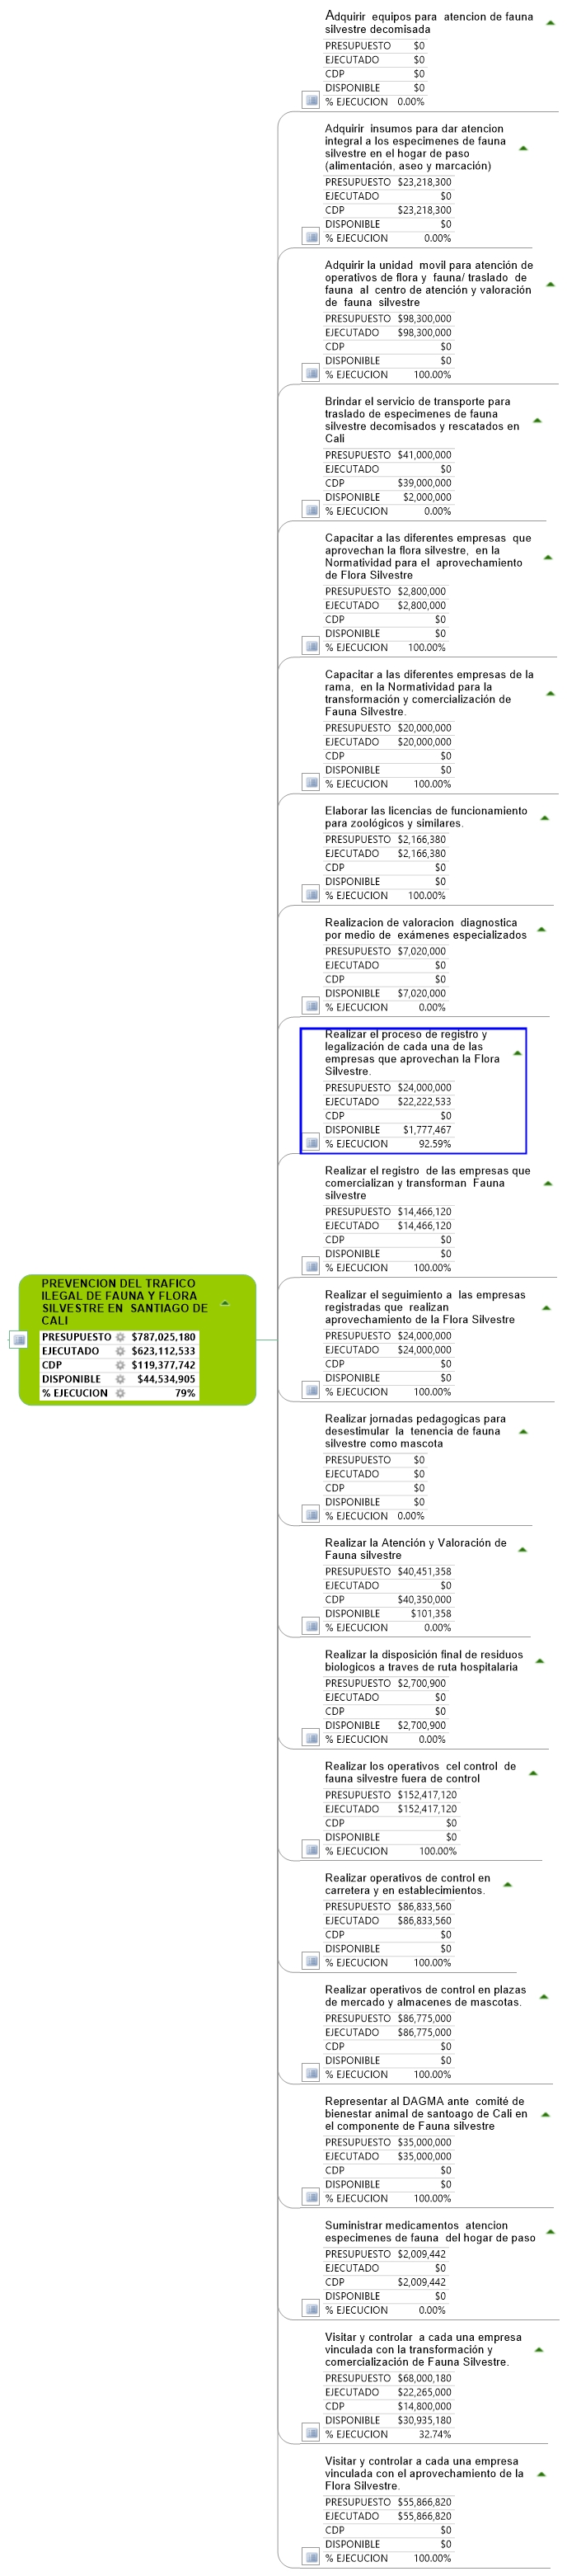 Adquirir equipos para atencion de fauna
silvestre decomisada
PRESUPUESTO $0
EJECUTADO $0
CDP $0
DISPONIBLE $0
% EJECUCION 0.00%
Adquirir insumos para dar atencion
integral a los especimenes de fauna
silvestre en el hogar de paso
(alimentación, aseo y marcación)
PRESUPUESTO $23,218,300
EJECUTADO $0
CDP $23,218,300
DISPONIBLE $0
% EJECUCION 0.00%
Adquirir la unidad movil para atención de
operativos de flora y fauna/ traslado de
fauna al centro de atención y valoración
de fauna silvestre
PRESUPUESTO $98,300,000
EJECUTADO $98,300,000
CDP $0
DISPONIBLE $0
% EJECUCION 100.00%
Brindar el servicio de transporte para
traslado de especimenes de fauna
silvestre decomisados y rescatados en
Cali
PRESUPUESTO $41,000,000
EJECUTADO $0
CDP $39,000,000
DISPONIBLE $2,000,000
% EJECUCION 0.00%
Capacitar a las diferentes empresas que
aprovechan la flora silvestre, en la
Normatividad para el aprovechamiento
de Flora Silvestre
PRESUPUESTO $2,800,000
EJECUTADO $2,800,000
CDP $0
DISPONIBLE $0
% EJECUCION 100.00%
Capacitar a las diferentes empresas de la
rama, en la Normatividad para la
transformación y comercialización de
Fauna Silvestre.
PRESUPUESTO $20,000,000
EJECUTADO $20,000,000
CDP $0
DISPONIBLE $0
% EJECUCION 100.00%
Elaborar las licencias de funcionamiento
para zoológicos y similares.
PRESUPUESTO $2,166,380
EJECUTADO $2,166,380
CDP $0
DISPONIBLE $0
% EJECUCION 100.00%
Realizacion de valoracion diagnostica
por medio de exámenes especializados
PRESUPUESTO $7,020,000
EJECUTADO $0
CDP $0
DISPONIBLE $7,020,000
% EJECUCION 0.00%
Realizar el proceso de registro y
legalización de cada una de las
empresas que aprovechan la Flora
Silvestre.
PRESUPUESTO $24,000,000
EJECUTADO $22,222,533
CDP $0
DISPONIBLE $1,777,467
% EJECUCION 92.59%
Realizar el registro de las empresas que
comercializan y transforman Fauna
silvestre
PRESUPUESTO $14,466,120
EJECUTADO $14,466,120
CDP $0
DISPONIBLE $0
% EJECUCION 100.00%
PREVENCION DEL TRAFICO
ILEGAL DE FAUNA Y FLORA
SILVESTRE EN SANTIAGO DE
CALI
PRESUPUESTO $787,025,180
EJECUTADO $623,112,533
CDP $119,377,742
DISPONIBLE $44,534,905
% EJECUCION 79%
Realizar el seguimiento a las empresas
registradas que realizan
aprovechamiento de la Flora Silvestre
PRESUPUESTO $24,000,000
EJECUTADO $24,000,000
CDP $0
DISPONIBLE $0
% EJECUCION 100.00%
Realizar jornadas pedagogicas para
desestimular la tenencia de fauna
silvestre como mascota
PRESUPUESTO $0
EJECUTADO $0
CDP $0
DISPONIBLE $0
% EJECUCION 0.00%
Realizar la Atención y Valoración de
Fauna silvestre
PRESUPUESTO $40,451,358
EJECUTADO $0
CDP $40,350,000
DISPONIBLE $101,358
% EJECUCION 0.00%
Realizar la disposición final de residuos
biologicos a traves de ruta hospitalaria
PRESUPUESTO $2,700,900
EJECUTADO $0
CDP $0
DISPONIBLE $2,700,900
% EJECUCION 0.00%
Realizar los operativos cel control de
fauna silvestre fuera de control
PRESUPUESTO $152,417,120
EJECUTADO $152,417,120
CDP $0
DISPONIBLE $0
% EJECUCION 100.00%
Realizar operativos de control en
carretera y en establecimientos.
PRESUPUESTO $86,833,560
EJECUTADO $86,833,560
CDP $0
DISPONIBLE $0
% EJECUCION 100.00%
Realizar operativos de control en plazas
de mercado y almacenes de mascotas.
PRESUPUESTO $86,775,000
EJECUTADO $86,775,000
CDP $0
DISPONIBLE $0
% EJECUCION 100.00%
Representar al DAGMA ante comité de
bienestar animal de santoago de Cali en
el componente de Fauna silvestre
PRESUPUESTO $35,000,000
EJECUTADO $35,000,000
CDP $0
DISPONIBLE $0
% EJECUCION 100.00%
Suministrar medicamentos atencion
especimenes de fauna del hogar de paso
PRESUPUESTO $2,009,442
EJECUTADO $0
CDP $2,009,442
DISPONIBLE $0
% EJECUCION 0.00%
Visitar y controlar a cada una empresa
vinculada con la transformación y
comercialización de Fauna Silvestre.
PRESUPUESTO $68,000,180
EJECUTADO $22,265,000
CDP $14,800,000
DISPONIBLE $30,935,180
% EJECUCION 32.74%
Visitar y controlar a cada una empresa
vinculada con el aprovechamiento de la
Flora Silvestre.
PRESUPUESTO $55,866,820
EJECUTADO $55,866,820
CDP $0
DISPONIBLE $0
% EJECUCION 100.00%